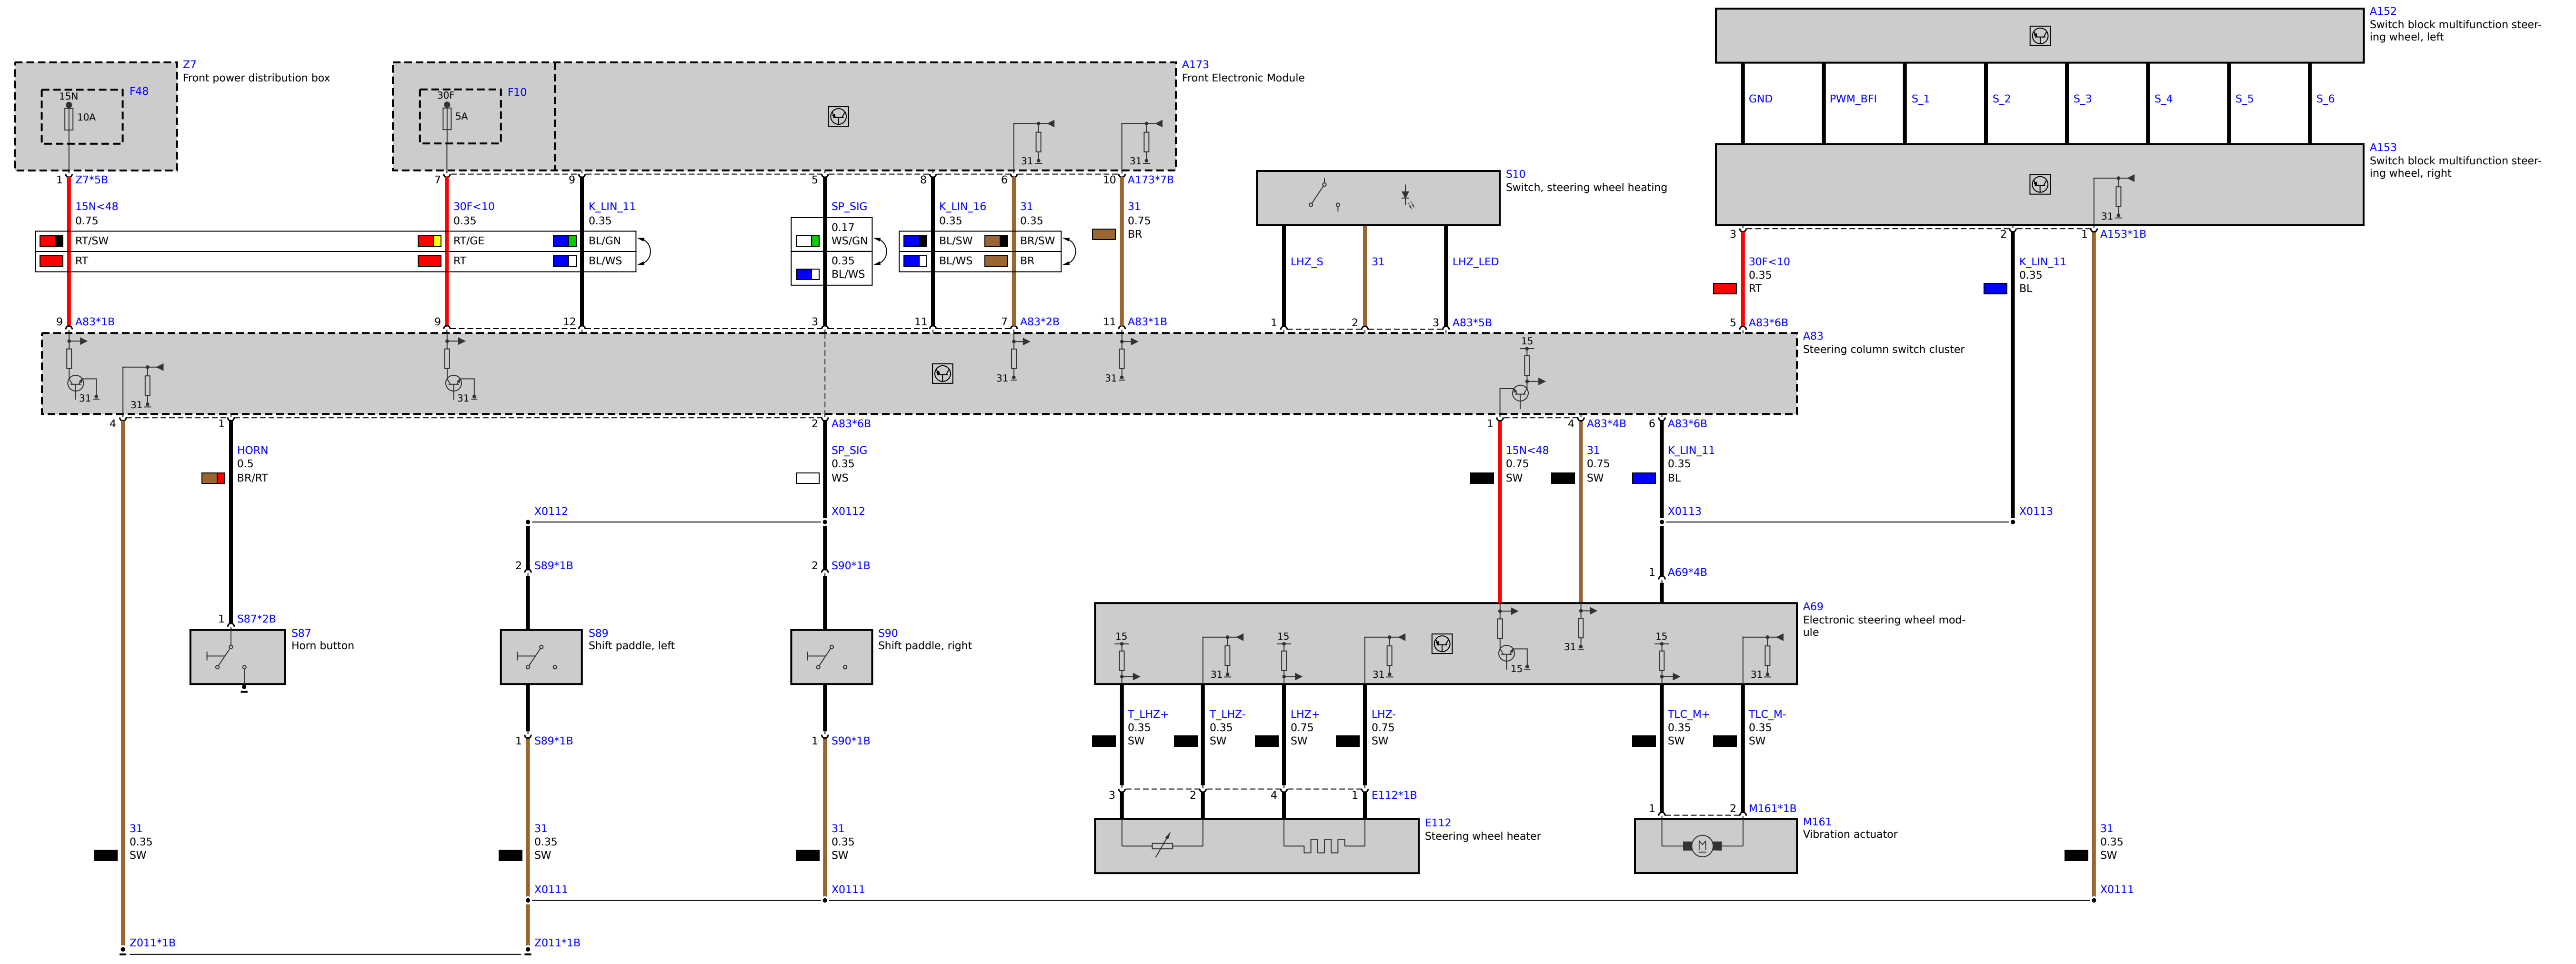 A152
Switch block multifunction steer-
ing wheel, left
Z7
Front power distribution box
F48
15N
10A
A173
Front Electronic Module
F10
30F
5A
31
31
GND
PWM_BFI
S_1
S_2
S_3
S_4
S_5
S_6
A153
Switch block multifunction steer-
ing wheel, right
31
S10
Switch, steering wheel heating
1 Z7*5B
7
9
5
8
6
10 A173*7B
15N<48
0.75
RT/SW
RT
30F<10
0.35
RT/GE
RT
K_LIN_11
0.35
BL/GN
BL/WS
SP_SIG
0.17
WS/GN
0.35
BL/WS
K_LIN_16
0.35
BL/SW
BL/WS
31
0.35
BR/SW
BR
31
0.75
BR
LHZ_S
31
LHZ_LED
3
2
1 A153*1B
30F<10
0.35
RT
K_LIN_11
0.35
BL
9 A83*1B
9
12
3
11
7 A83*2B
11 A83*1B
1
2
3 A83*5B
5 A83*6B
A83
Steering column switch cluster
31
31
31
31
31
15
4
1
2 A83*6B
1
4 A83*4B
6 A83*6B
HORN
0.5
BR/RT
SP_SIG
0.35
WS
15N<48
0.75
SW
31
0.75
SW
K_LIN_11
0.35
BL
X0112
X0112
X0113
X0113
2 S89*1B
2 S90*1B
1 A69*4B
1 S87*2B
S87
Horn button
S89
Shift paddle, left
S90
Shift paddle, right
A69
Electronic steering wheel mod-
ule
15
31
15
31
15
31
15
31
T_LHZ+
0.35
SW
T_LHZ-
0.35
SW
LHZ+
0.75
SW
LHZ-
0.75
SW
TLC_M+
0.35
SW
TLC_M-
0.35
SW
1 S89*1B
1 S90*1B
3
2
4
1 E112*1B
1
2 M161*1B
E112
Steering wheel heater
M161
Vibration actuator
M
31
0.35
SW
31
0.35
SW
31
0.35
SW
31
0.35
SW
X0111
X0111
X0111
Z011*1B
Z011*1B